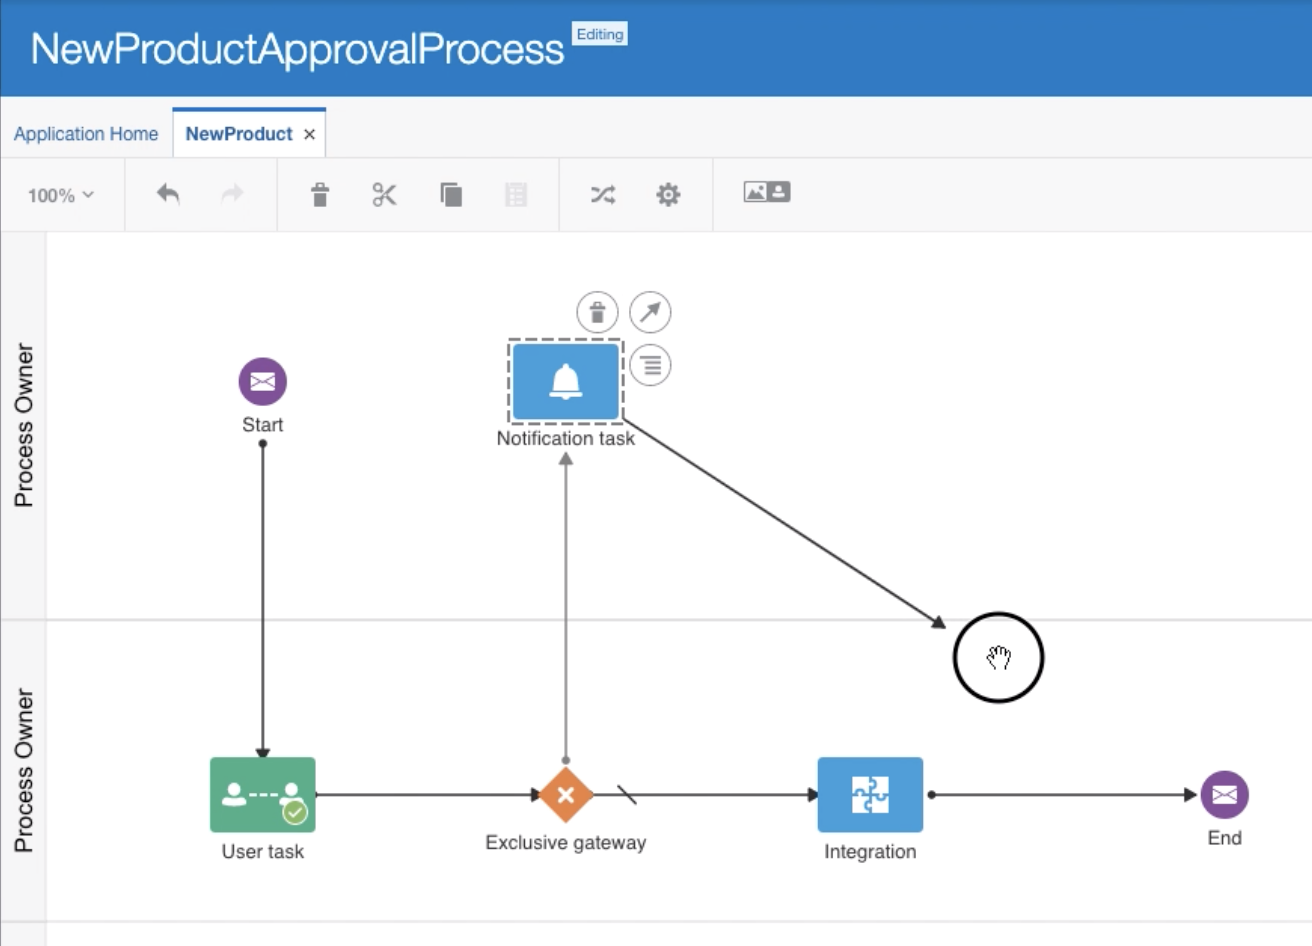 NewProductApprovalProcess Editing
Application Home NewProduct ×
100%
Process Owner
Start
Notification task
Process Owner
User task
Exclusive gateway
Integration
End